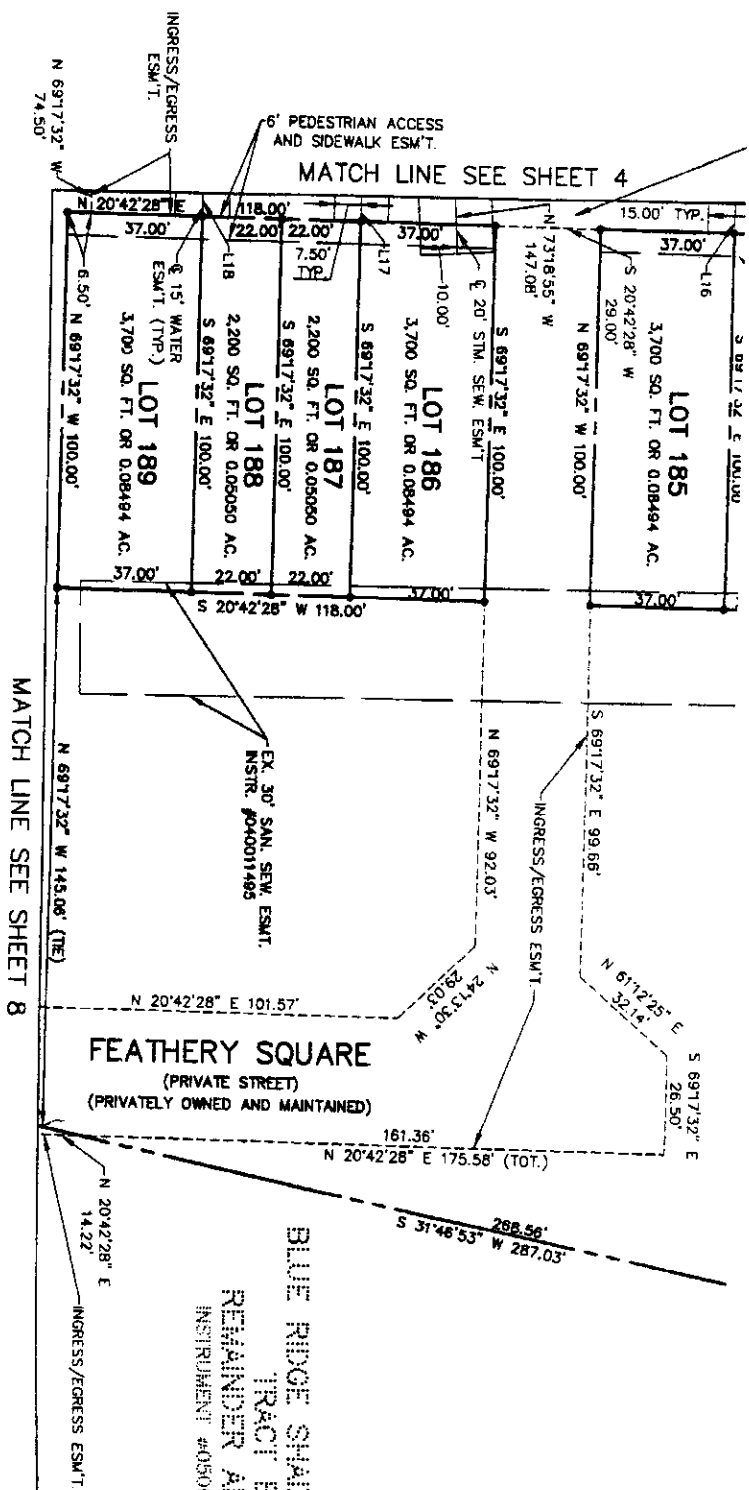 INGRESS/EGRESS
ESM'T.
N 69°17'32" W
74.50'
6' PEDESTRIAN ACCESS
AND SIDEWALK ESM'T.
MATCH LINE SEE SHEET 4
N 20°42'28" E
118.00'
37.00'
22.00'
22.00'
37.00'
15.00' TYP.
37.00'
6.50'
L18
7.50'
TYP.
L17
10.00'
N 73°18'55" W
147.08'
S 20°42'28" W
29.00'
L16
℄ 15' WATER
ESM'T. (TYP.)
℄ 20' STM. SEW. ESM'T
N 69°17'32" W 100.00'
LOT 189
3,700 SQ. FT. OR 0.08494 AC.
S 69°17'32" E 100.00'
LOT 188
2,200 SQ. FT. OR 0.05050 AC.
S 69°17'32" E 100.00'
LOT 187
2,200 SQ. FT. OR 0.05050 AC.
S 69°17'32" E 100.00'
LOT 186
3,700 SQ. FT. OR 0.08494 AC.
S 69°17'32" E 100.00'
N 69°17'32" W 100.00'
LOT 185
3,700 SQ. FT. OR 0.08494 AC.
S 69°17'32" E 100.00'
37.00'
22.00'
22.00'
37.00'
37.00'
S 20°42'28" W 118.00'
EX. 30' SAN. SEW. ESMT.
INSTR. #040011495
N 69°17'32" W 145.06' (TIE)
MATCH LINE SEE SHEET 8
N 69°17'32" W 92.03'
INGRESS/EGRESS ESM'T.
S 69°17'32" E 99.66'
N 24°13'30" W
29.03'
N 61°12'25" E
32.14'
S 69°17'32" E
26.50'
N 20°42'28" E 101.57'
FEATHERY SQUARE
(PRIVATE STREET)
(PRIVATELY OWNED AND MAINTAINED)
161.36'
N 20°42'28" E 175.58' (TOT.)
N 20°42'28" E
14.22'
INGRESS/EGRESS ESM'T.
268.56'
S 31°46'53" W 287.03'
BLUE RIDGE
TRACT
REMAINDER
INSTRUMENT